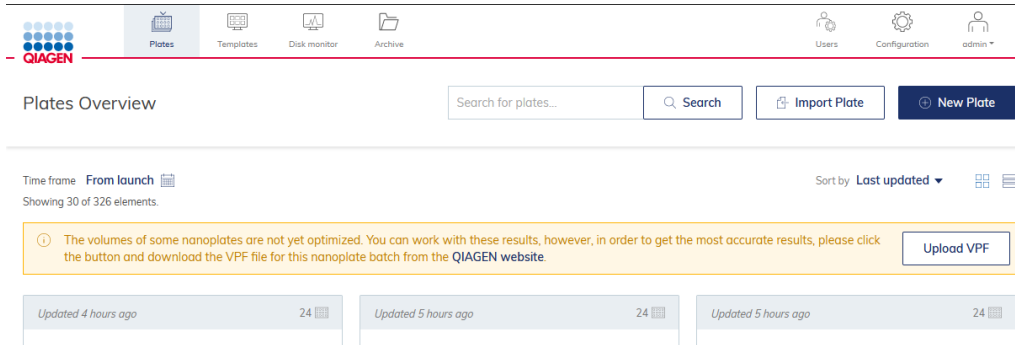 Plates
Templates
Disk monitor
Archive
Users
Configuration
admin
QIAGEN
Plates Overview
Search for plates...
Search
Import Plate
New Plate
Time frame From launch
Sort by Last updated
Showing 30 of 326 elements.
The volumes of some nanoplates are not yet optimized. You can work with these results, however, in order to get the most accurate results, please click
the button and download the VPF file for this nanoplate batch from the QIAGEN website.
Upload VPF
Updated 4 hours ago 24
Updated 5 hours ago 24
Updated 5 hours ago 24